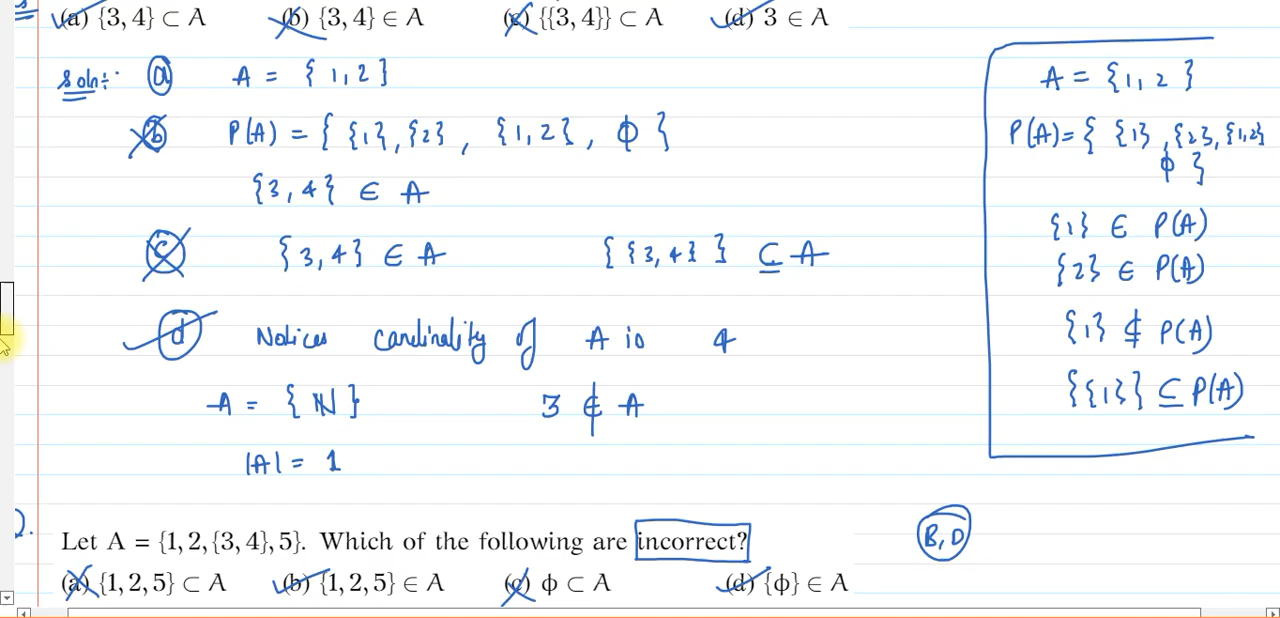 (a) {3, 4} ⊂ A (b) {3, 4} ∈ A (c) {{3, 4}} ⊂ A (d) 3 ∈ A
Soln:- (a) A = { 1, 2 }
(b) P(A) = { {1}, {2} , {1, 2} , ϕ }
{3, 4} ∈ A
(c) {3, 4} ∈ A { {3, 4} } ⊆ A
(d) Notices cardinality of A is 4
A = { ℕ } 3 ∉ A
|A| = 1
A = {1, 2 }
P(A) = { {1} , {2}, {1, 2}
ϕ }
{1} ∈ P(A)
{2} ∈ P(A)
{1} ⊄ P(A)
{{1}} ⊆ P(A)
Let A = {1, 2, {3, 4}, 5}. Which of the following are incorrect? B, D
(a) {1, 2, 5} ⊂ A (b) {1, 2, 5} ∈ A (c) ϕ ⊂ A (d) {ϕ} ∈ A